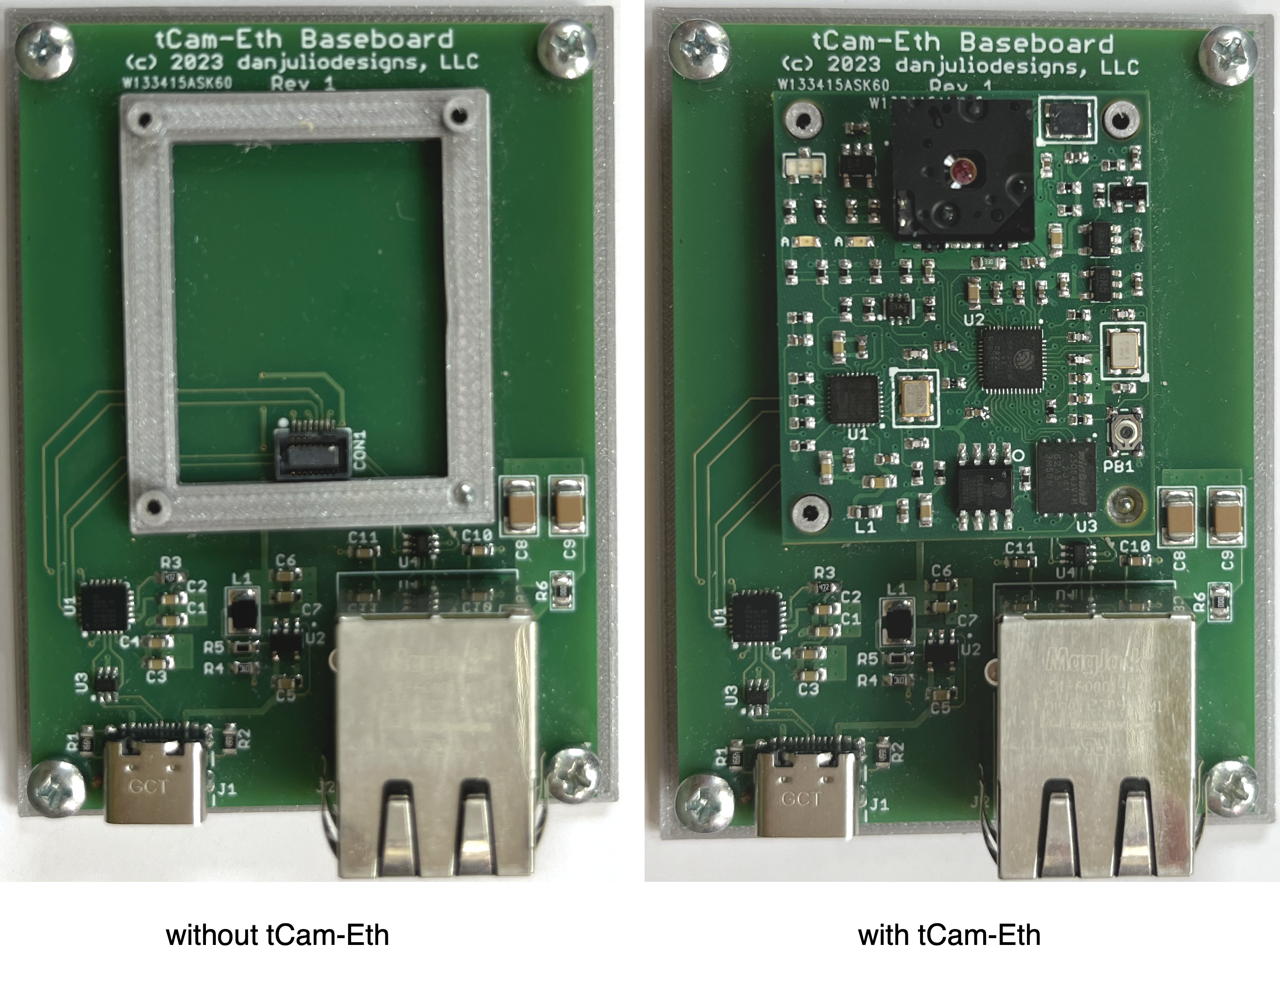 tCam-Eth Baseboard
(c) 2023 danjuliodesigns, LLC
W133415ASK60
Rev 1
CON1
C11
U4
C10
C8
C9
R3
C2
C1
C4
C3
L1
C6
C7
R5
R4
U2
C5
R6
U1
U3
R1
R2
GCT
J1
J2
tCam-Eth Baseboard
(c) 2023 danjuliodesigns, LLC
Rev 1
A
A
U2
U1
PB1
L1
U3
C11
U4
C10
C8
C9
R3
C2
C1
C4
C3
L1
C6
C7
R5
R4
U2
C5
R6
U1
U3
R1
R2
GCT
J1
without tCam-Eth
with tCam-Eth